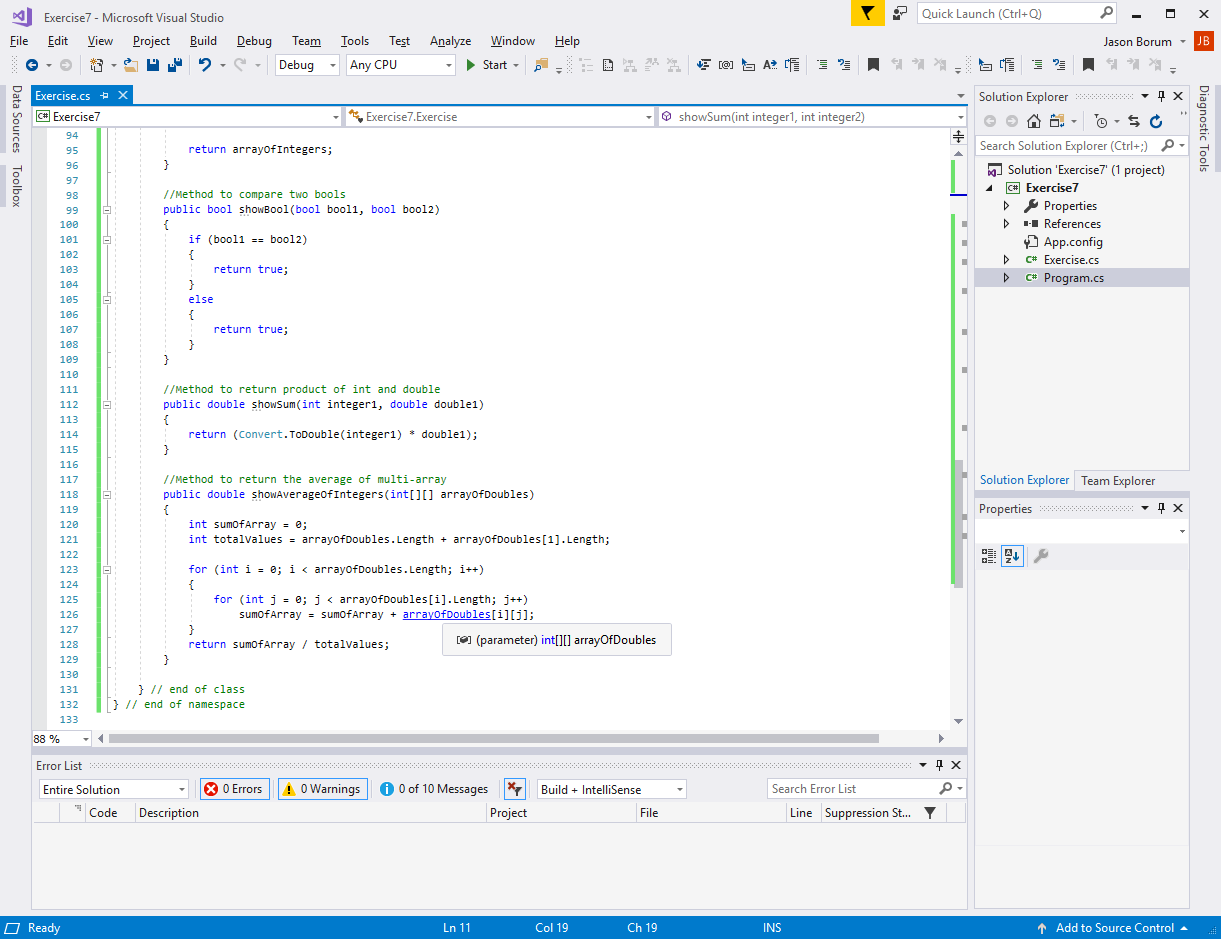 Exercise7 - Microsoft Visual Studio
Quick Launch (Ctrl+Q)
File Edit View Project Build Debug Team Tools Test Analyze Window Help
Jason Borum JB
Debug Any CPU Start
Data Sources
Toolbox
Exercise.cs
Exercise7 Exercise7.Exercise showSum(int integer1, int integer2)
94
95 return arrayOfIntegers;
96 }
97
98 //Method to compare two bools
99 public bool showBool(bool bool1, bool bool2)
100 {
101 if (bool1 == bool2)
102 {
103 return true;
104 }
105 else
106 {
107 return true;
108 }
109 }
110
111 //Method to return product of int and double
112 public double showSum(int integer1, double double1)
113 {
114 return (Convert.ToDouble(integer1) * double1);
115 }
116
117 //Method to return the average of multi-array
118 public double showAverageOfIntegers(int[][] arrayOfDoubles)
119 {
120 int sumOfArray = 0;
121 int totalValues = arrayOfDoubles.Length + arrayOfDoubles[1].Length;
122
123 for (int i = 0; i < arrayOfDoubles.Length; i++)
124 {
125 for (int j = 0; j < arrayOfDoubles[i].Length; j++)
126 sumOfArray = sumOfArray + arrayOfDoubles[i][j];
127 }
(parameter) int[][] arrayOfDoubles
128 return sumOfArray / totalValues;
129 }
130
131 } // end of class
132 } // end of namespace
133
88 %
Solution Explorer
Search Solution Explorer (Ctrl+;)
Solution 'Exercise7' (1 project)
C# Exercise7
Properties
References
App.config
C# Exercise.cs
C# Program.cs
Solution Explorer Team Explorer
Properties
Diagnostic Tools
Error List
Entire Solution 0 Errors 0 Warnings 0 of 10 Messages Build + IntelliSense Search Error List
Code Description Project File Line Suppression St...
Ready Ln 11 Col 19 Ch 19 INS Add to Source Control